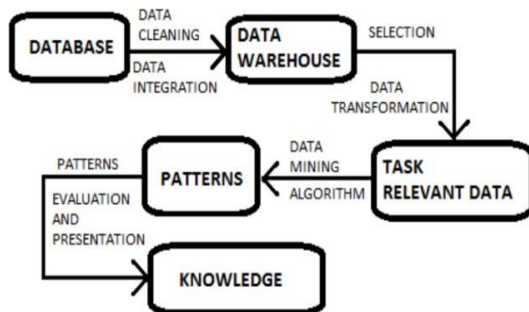 DATABASE
DATA
CLEANING
DATA
INTEGRATION
DATA
WAREHOUSE
SELECTION
DATA
TRANSFORMATION
TASK
RELEVANT DATA
DATA
MINING
ALGORITHM
PATTERNS
PATTERNS
EVALUATION
AND
PRESENTATION
KNOWLEDGE